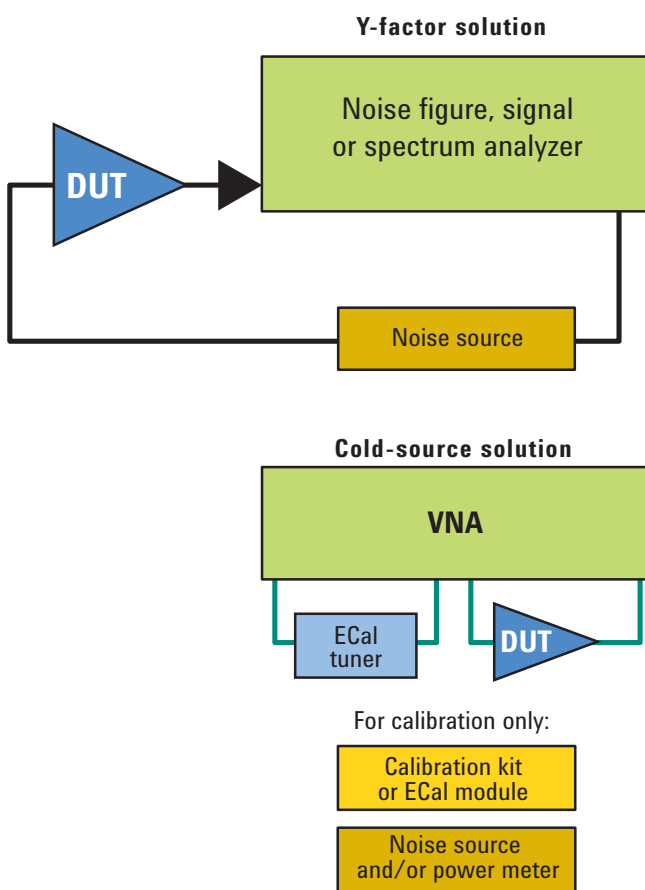 Y-factor solution
Noise figure, signal
or spectrum analyzer
DUT
Noise source
Cold-source solution
VNA
ECal
tuner
DUT
For calibration only:
Calibration kit
or ECal module
Noise source
and/or power meter